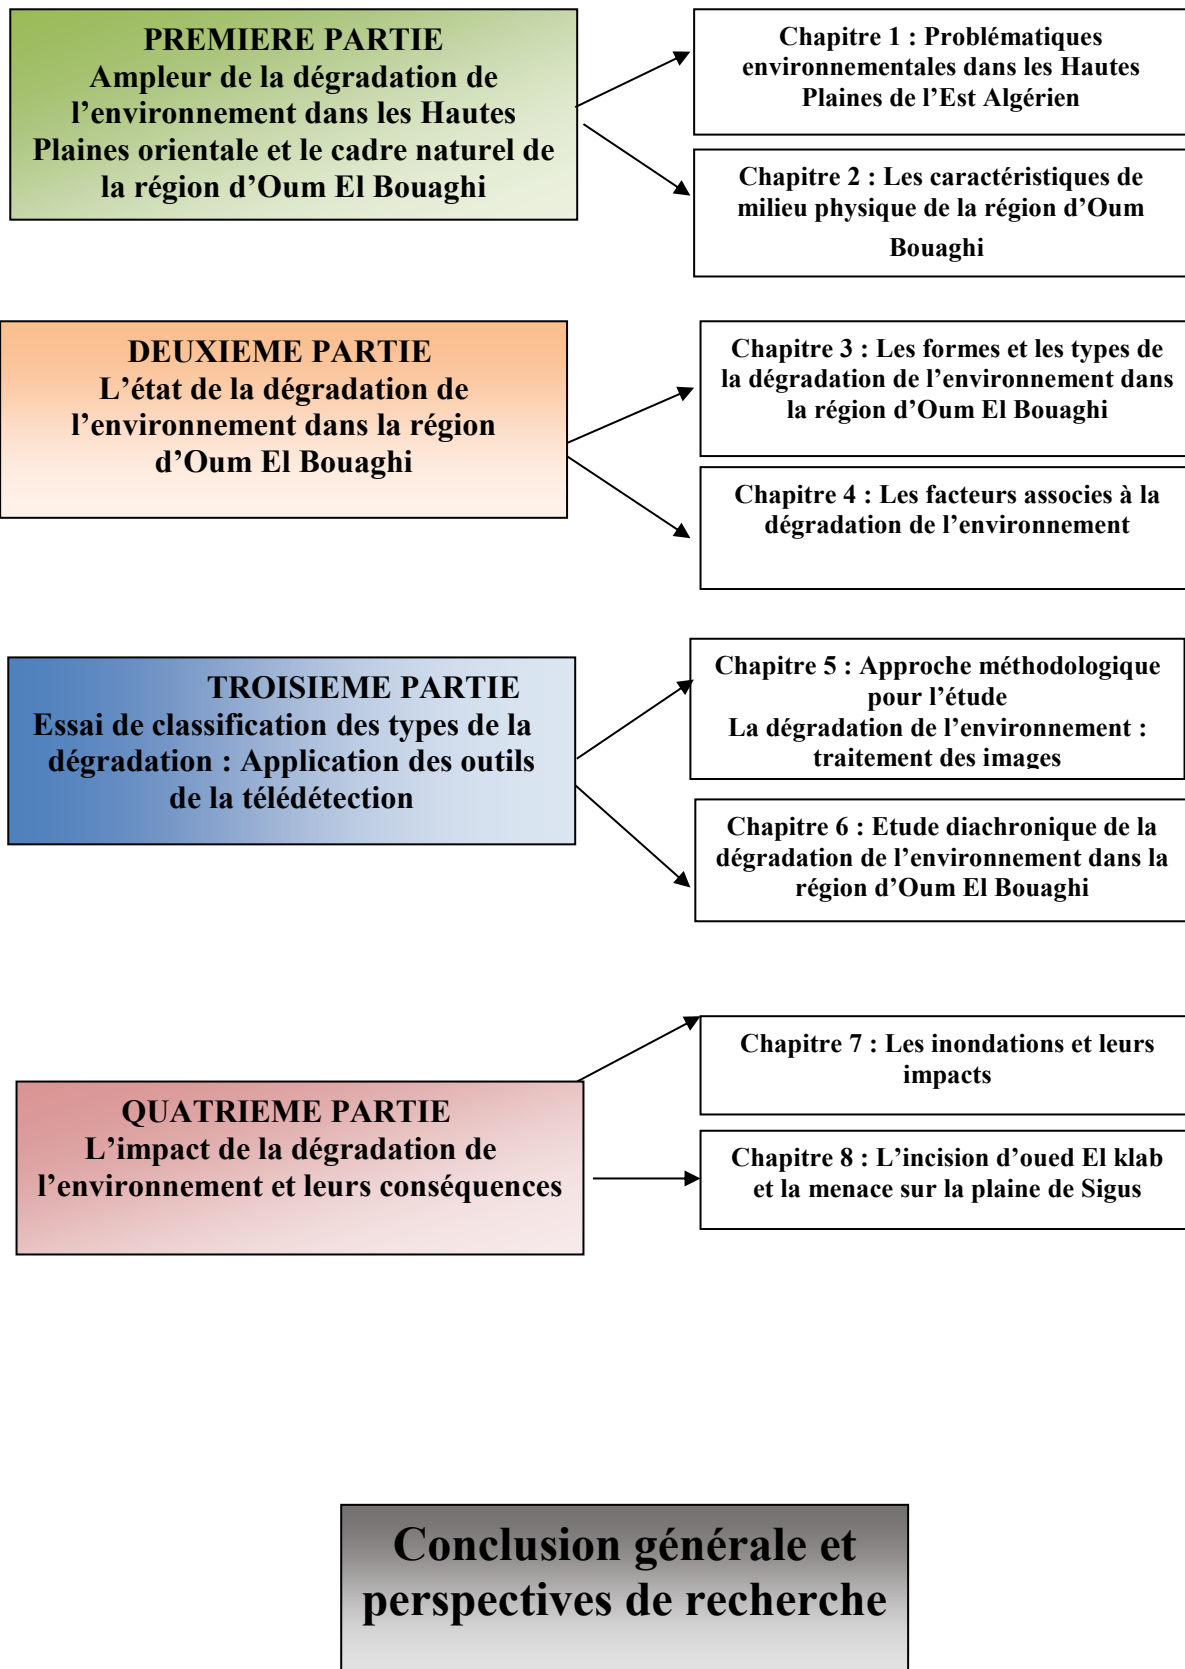 PREMIERE PARTIE
Ampleur de la dégradation de
l’environnement dans les Hautes
Plaines orientale et le cadre naturel de
la région d’Oum El Bouaghi
Chapitre 1 : Problématiques
environnementales dans les Hautes
Plaines de l’Est Algérien
Chapitre 2 : Les caractéristiques de
milieu physique de la région d’Oum
Bouaghi
DEUXIEME PARTIE
L’état de la dégradation de
l’environnement dans la région
d’Oum El Bouaghi
Chapitre 3 : Les formes et les types de
la dégradation de l’environnement dans
la région d’Oum El Bouaghi
Chapitre 4 : Les facteurs associes à la
dégradation de l’environnement
TROISIEME PARTIE
Essai de classification des types de la
dégradation : Application des outils
de la télédétection
Chapitre 5 : Approche méthodologique
pour l’étude
La dégradation de l’environnement :
traitement des images
Chapitre 6 : Etude diachronique de la
dégradation de l’environnement dans la
région d’Oum El Bouaghi
QUATRIEME PARTIE
L’impact de la dégradation de
l’environnement et leurs conséquences
Chapitre 7 : Les inondations et leurs
impacts
Chapitre 8 : L’incision d’oued El klab
et la menace sur la plaine de Sigus
Conclusion générale et
perspectives de recherche